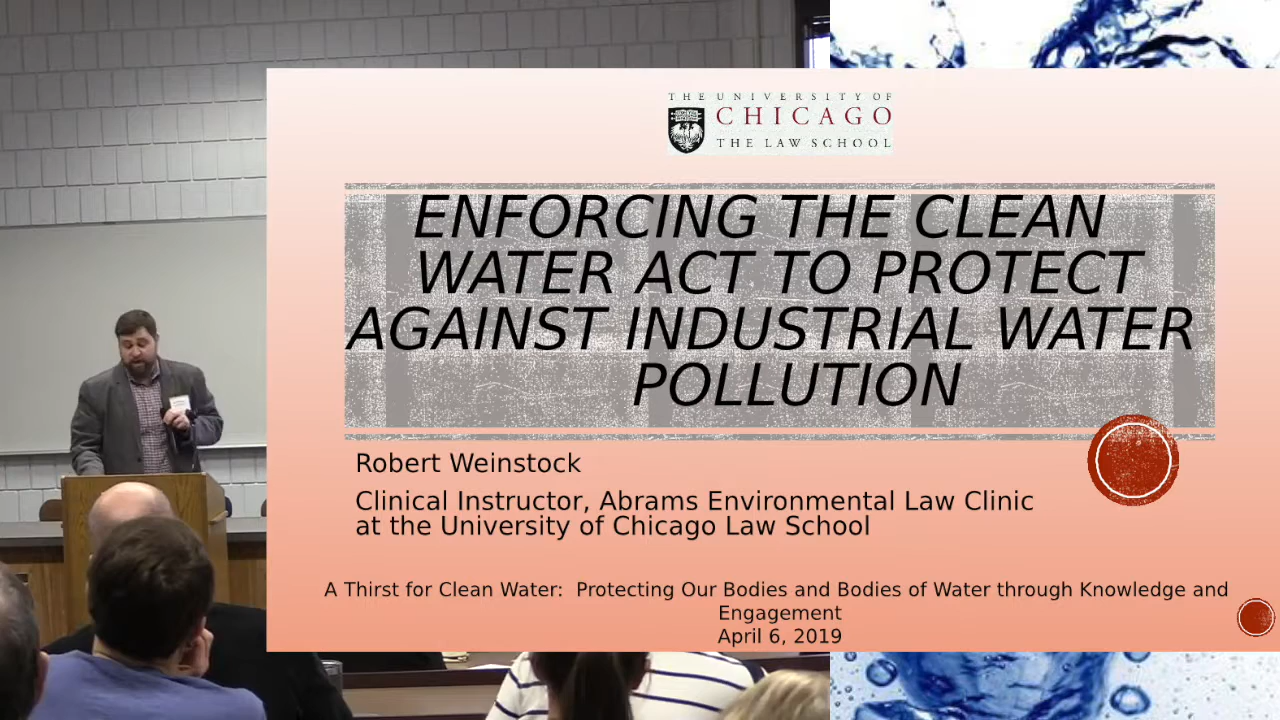 THE UNIVERSITY OF
CHICAGO
THE LAW SCHOOL
ENFORCING THE CLEAN
WATER ACT TO PROTECT
AGAINST INDUSTRIAL WATER
POLLUTION
Robert Weinstock
Clinical Instructor, Abrams Environmental Law Clinic
at the University of Chicago Law School
A Thirst for Clean Water: Protecting Our Bodies and Bodies of Water through Knowledge and
Engagement
April 6, 2019